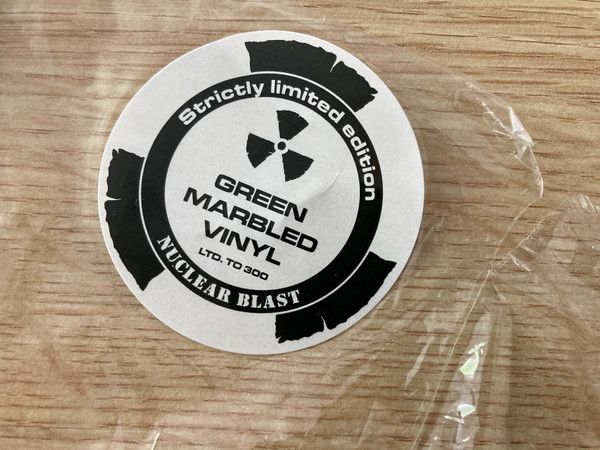 Strictly limited edition
GREEN
MARBLED
VINYL
LTD. TO 300
NUCLEAR BLAST